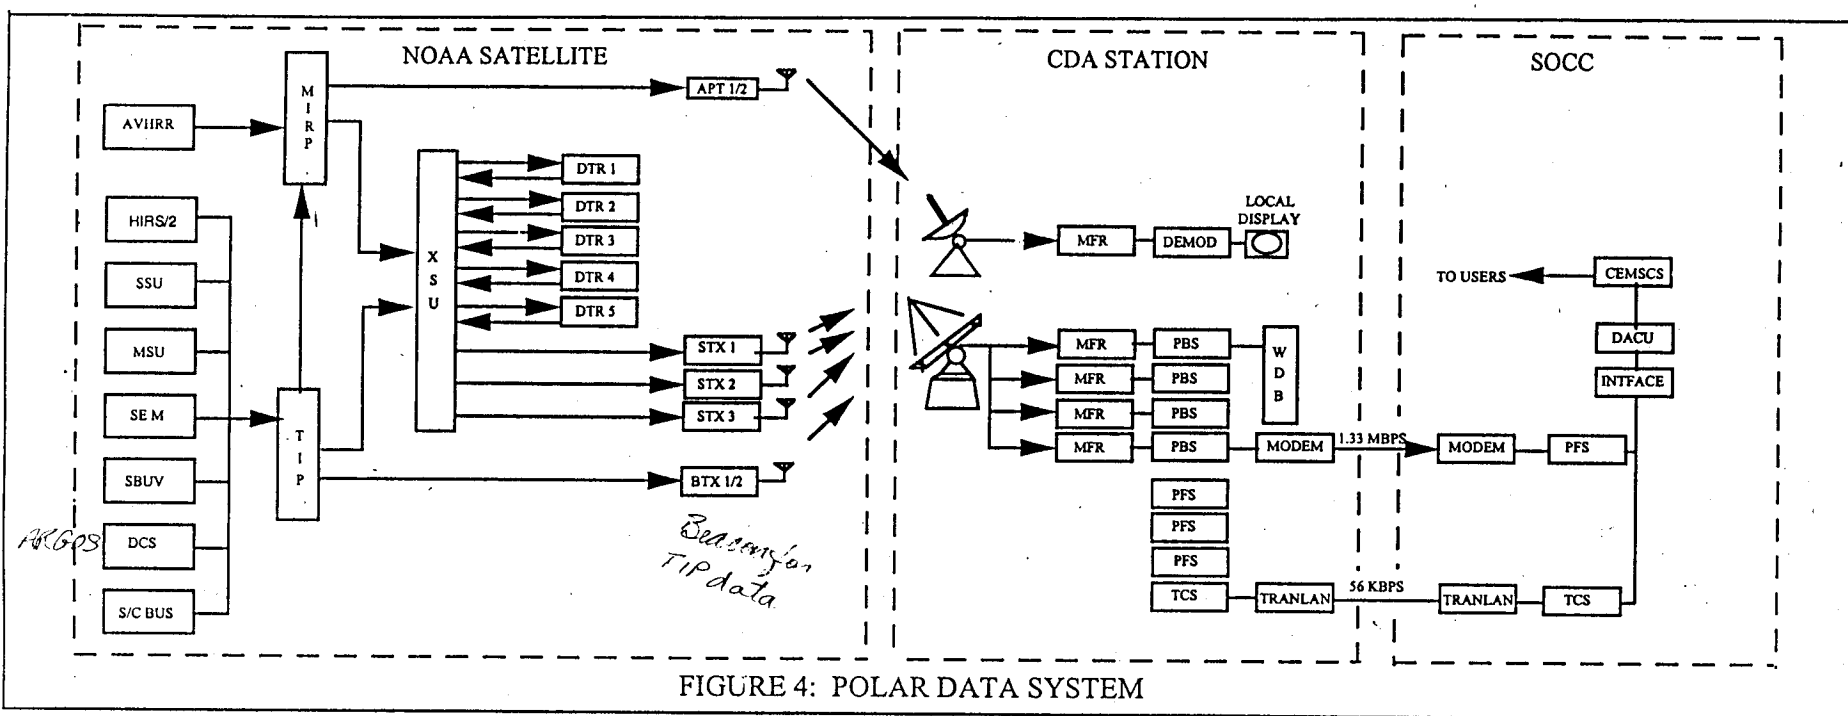 NOAA SATELLITE
CDA STATION
SOCC
MIRP
APT 1/2
AVHRR
XSU
DTR 1
DTR 2
DTR 3
DTR 4
DTR 5
HIRS/2
SSU
MSU
SE M
SBUV
ARGOS DCS
S/C BUS
TIP
STX 1
STX 2
STX 3
BTX 1/2
Beacon for
TIP data
LOCAL
DISPLAY
MFR DEMOD
MFR PBS
MFR PBS
MFR PBS
MFR PBS MODEM 1.33 MBPS MODEM PFS
WDB
PFS
PFS
PFS
TCS TRANLAN 56 KBPS TRANLAN TCS
TO USERS CEMSCS
DACU
INTFACE
FIGURE 4: POLAR DATA SYSTEM